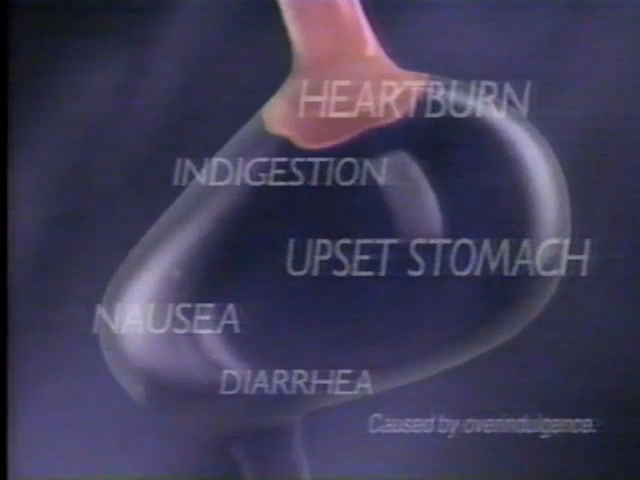 HEARTBURN
INDIGESTION
UPSET STOMACH
NAUSEA
DIARRHEA
Caused by overindulgence.